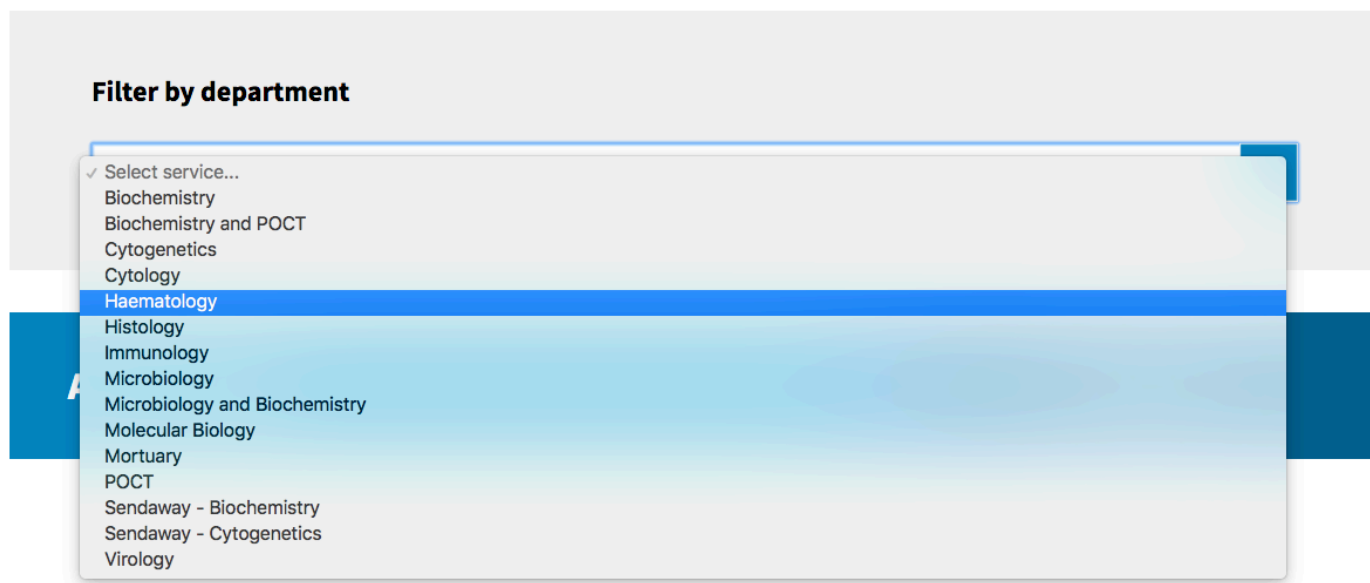 Filter by department
✓ Select service...
Biochemistry
Biochemistry and POCT
Cytogenetics
Cytology
Haematology
Histology
Immunology
Microbiology
Microbiology and Biochemistry
Molecular Biology
Mortuary
POCT
Sendaway - Biochemistry
Sendaway - Cytogenetics
Virology